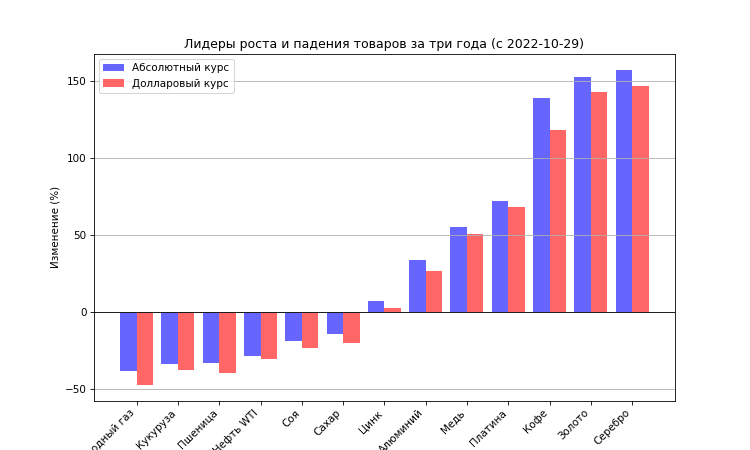 Лидеры роста и падения товаров за три года (с 2022-10-29)
Абсолютный курс
Долларовый курс
Изменение (%)
150
100
50
0
−50
одный газ
Кукуруза
Пшеница
Нефть WTI
Соя
Сахар
Цинк
Алюминий
Медь
Платина
Кофе
Золото
Серебро